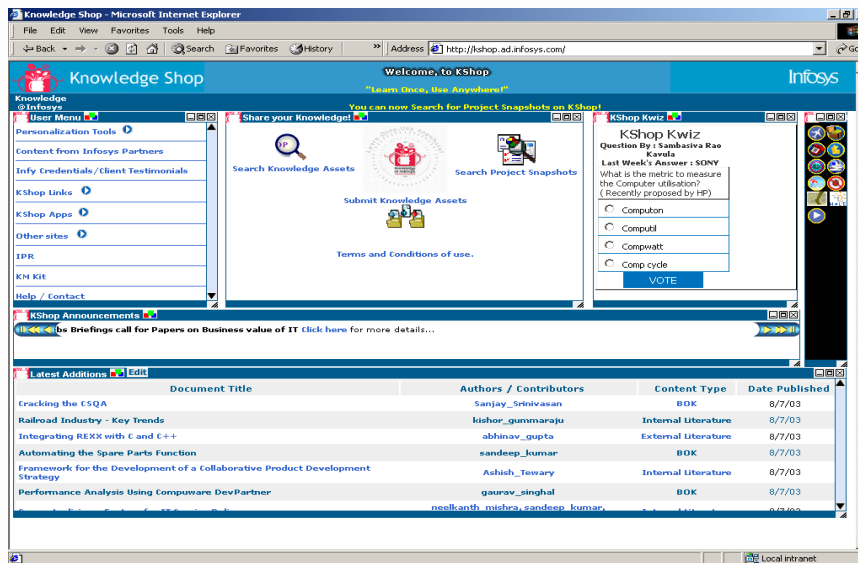 Knowledge Shop - Microsoft Internet Explorer
File Edit View Favorites Tools Help
Back Search Favorites History » Address http://kshop.ad.infosys.com/ Go
Knowledge Shop
Welcome, to KShop
"Learn Once, Use Anywhere!"
Infosys
Knowledge
@Infosys
You can now Search for Project Snapshots on KShop!
User Menu
Personalization Tools
Content from Infosys Partners
Infy Credentials/Client Testimonials
KShop Links
KShop Apps
Other sites
IPR
KM Kit
Help / Contact
Share your Knowledge!
Search Knowledge Assets
Search Project Snapshots
Submit Knowledge Assets
Terms and Conditions of use.
KShop Kwiz
KShop Kwiz
Question By : Sambasiva Rao
Kavula
Last Week's Answer : SONY
What is the metric to measure
the Computer utilisation?
( Recently proposed by HP)
Computon
Computil
Compwatt
Comp cycle
VOTE
KShop Announcements
bs Briefings call for Papers on Business value of IT Click here for more details...
Latest Additions Edit
Document Title Authors / Contributors Content Type Date Published
Cracking the CSQA Sanjay_Srinivasan BOK 8/7/03
Railroad Industry - Key Trends kishor_gummaraju Internal Literature 8/7/03
Integrating REXX with C and C++ abhinav_gupta External Literature 8/7/03
Automating the Spare Parts Function sandeep_kumar BOK 8/7/03
Framework for the Development of a Collaborative Product Development
Strategy Ashish_Tewary Internal Literature 8/7/03
Performance Analysis Using Compuware DevPartner gaurav_singhal BOK 8/7/03
neelkanth_mishra, sandeep_kumar,
Local intranet